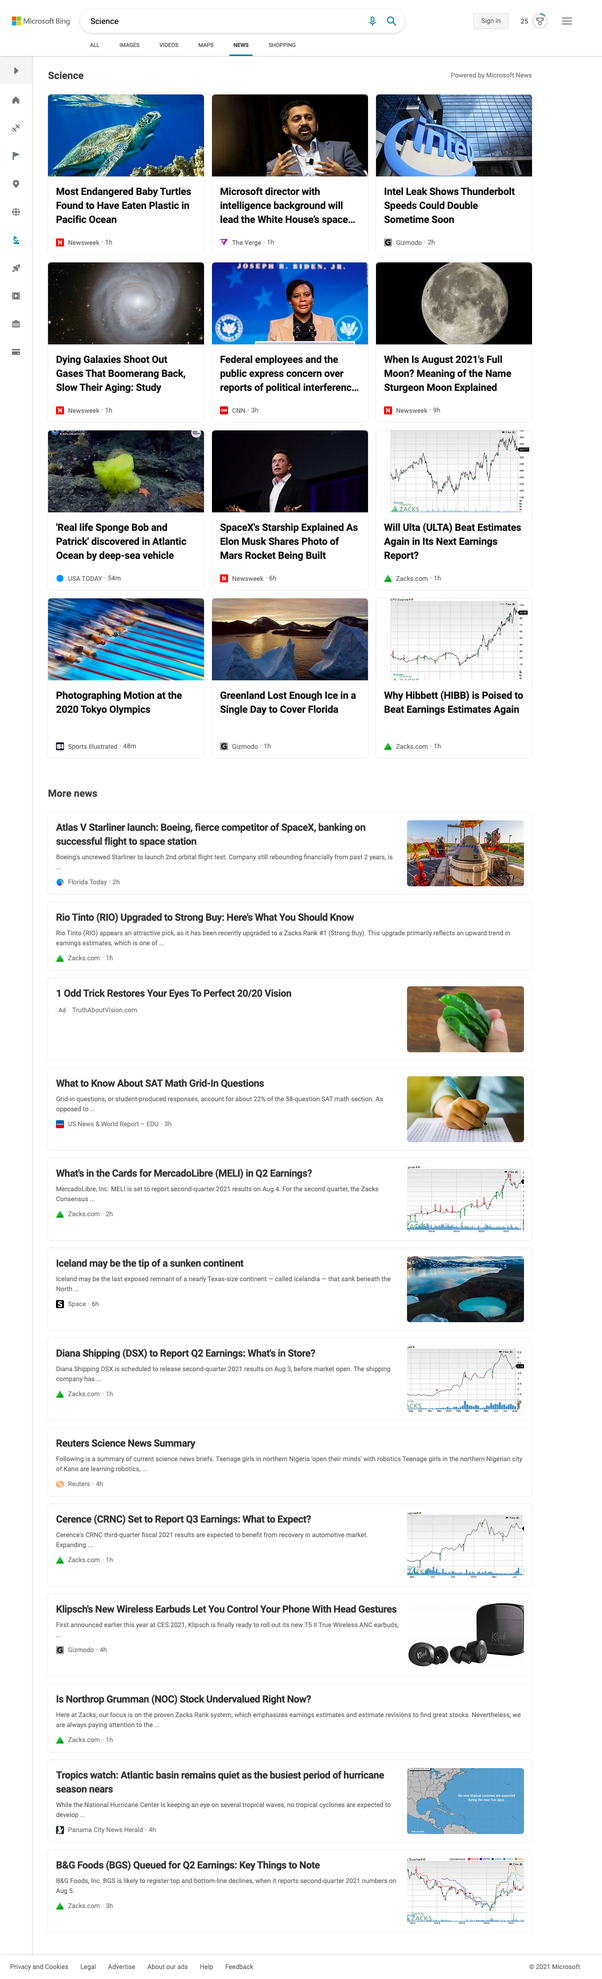 Microsoft Bing
Science
Sign in
25
ALL
IMAGES
VIDEOS
MAPS
NEWS
SHOPPING
Science
Powered by Microsoft News
intel
Most Endangered Baby Turtles
Found to Have Eaten Plastic in
Pacific Ocean
Newsweek · 1h
Microsoft director with
intelligence background will
lead the White House's space...
The Verge · 1h
Intel Leak Shows Thunderbolt
Speeds Could Double
Sometime Soon
Gizmodo · 2h
JOSEPH R. BIDEN, JR.
Dying Galaxies Shoot Out
Gases That Boomerang Back,
Slow Their Aging: Study
Newsweek · 1h
Federal employees and the
public express concern over
reports of political interferenc...
CNN · 3h
When Is August 2021's Full
Moon? Meaning of the Name
Sturgeon Moon Explained
Newsweek · 9h
ZACKS
'Real life Sponge Bob and
Patrick' discovered in Atlantic
Ocean by deep-sea vehicle
USA TODAY · 54m
SpaceX's Starship Explained As
Elon Musk Shares Photo of
Mars Rocket Being Built
Newsweek · 6h
Will Ulta (ULTA) Beat Estimates
Again in Its Next Earnings
Report?
Zacks.com · 1h
Photographing Motion at the
2020 Tokyo Olympics
Sports Illustrated · 48m
Greenland Lost Enough Ice in a
Single Day to Cover Florida
Gizmodo · 1h
Why Hibbett (HIBB) is Poised to
Beat Earnings Estimates Again
Zacks.com · 1h
More news
Atlas V Starliner launch: Boeing, fierce competitor of SpaceX, banking on
successful flight to space station
Boeing's uncrewed Starliner to launch 2nd orbital flight test. Company still rebounding financially from past 2 years, is
...
Florida Today · 2h
Rio Tinto (RIO) Upgraded to Strong Buy: Here's What You Should Know
Rio Tinto (RIO) appears an attractive pick, as it has been recently upgraded to a Zacks Rank #1 (Strong Buy). This upgrade primarily reflects an upward trend in
earnings estimates, which is one of ...
Zacks.com · 1h
1 Odd Trick Restores Your Eyes To Perfect 20/20 Vision
Ad TruthAboutVision.com
What to Know About SAT Math Grid-In Questions
Grid-in questions, or student-produced responses, account for about 22% of the 58-question SAT math section. As
opposed to ...
US News & World Report – EDU · 3h
What's in the Cards for MercadoLibre (MELI) in Q2 Earnings?
MercadoLibre, Inc. MELI is set to report second-quarter 2021 results on Aug 4. For the second quarter, the Zacks
Consensus ...
Zacks.com · 2h
Iceland may be the tip of a sunken continent
Iceland may be the last exposed remnant of a nearly Texas-size continent — called Icelandia — that sank beneath the
North ...
Space · 6h
Diana Shipping (DSX) to Report Q2 Earnings: What's in Store?
Diana Shipping DSX is scheduled to release second-quarter 2021 results on Aug 3, before market open. The shipping
company has ...
Zacks.com · 1h
Reuters Science News Summary
Following is a summary of current science news briefs. Teenage girls in northern Nigeria 'open their minds' with robotics Teenage girls in the northern Nigerian city
of Kano are learning robotics, ...
Reuters · 4h
Cerence (CRNC) Set to Report Q3 Earnings: What to Expect?
Cerence's CRNC third-quarter fiscal 2021 results are expected to benefit from recovery in automotive market.
Expanding ...
Zacks.com · 1h
Klipsch's New Wireless Earbuds Let You Control Your Phone With Head Gestures
First announced earlier this year at CES 2021, Klipsch is finally ready to roll out its new T5 II True Wireless ANC earbuds,
...
Gizmodo · 4h
Is Northrop Grumman (NOC) Stock Undervalued Right Now?
Here at Zacks, our focus is on the proven Zacks Rank system, which emphasizes earnings estimates and estimate revisions to find great stocks. Nevertheless, we
are always paying attention to the ...
Zacks.com · 1h
Tropics watch: Atlantic basin remains quiet as the busiest period of hurricane
season nears
While the National Hurricane Center is keeping an eye on several tropical waves, no tropical cyclones are expected to
develop ...
Panama City News Herald · 4h
B&G Foods (BGS) Queued for Q2 Earnings: Key Things to Note
B&G Foods, Inc. BGS is likely to register top and bottom-line declines, when it reports second-quarter 2021 numbers on
Aug 5.
Zacks.com · 3h
ZACKS
Privacy and Cookies
Legal
Advertise
About our ads
Help
Feedback
© 2021 Microsoft